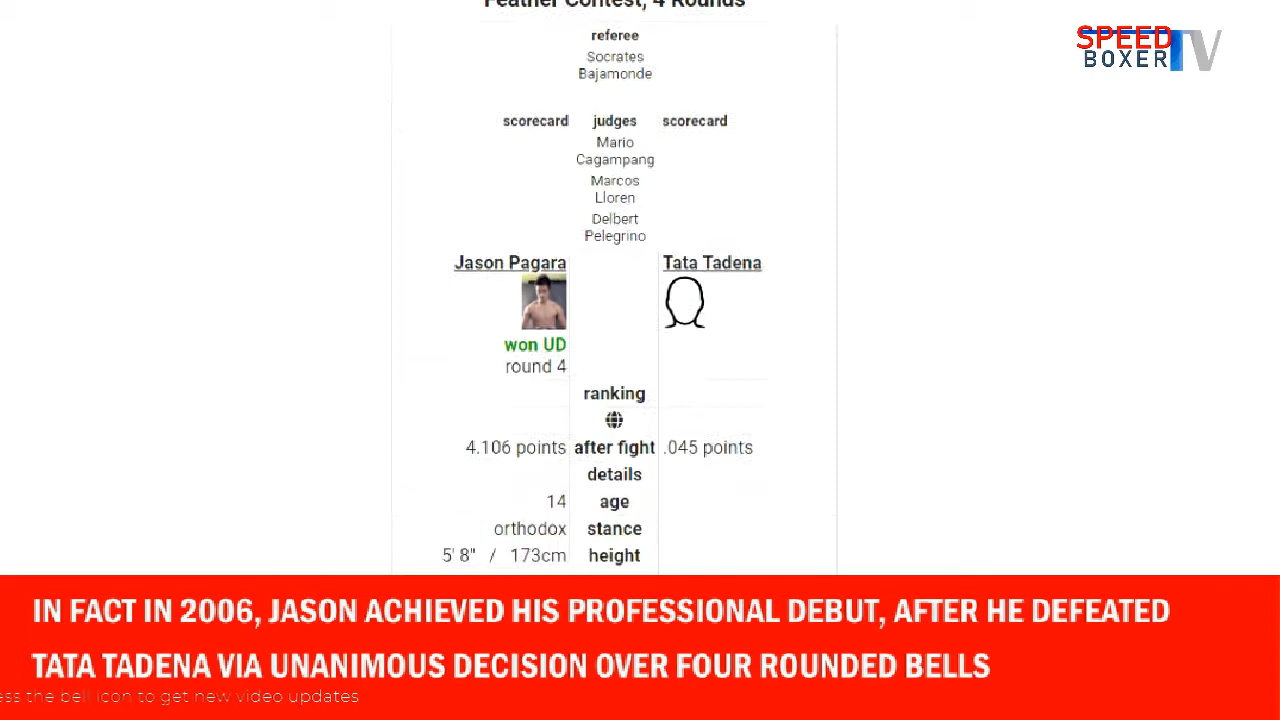 Feather Contest, 4 Rounds
SPEED
BOXER TV
referee
Socrates
Bajamonde
scorecard judges scorecard
Mario
Cagampang
Marcos
Lloren
Delbert
Pelegrino
Jason Pagara Tata Tadena
won UD
round 4
ranking
4.106 points after fight .045 points
details
14 age
orthodox stance
5' 8" / 173cm height
IN FACT IN 2006, JASON ACHIEVED HIS PROFESSIONAL DEBUT, AFTER HE DEFEATED
TATA TADENA VIA UNANIMOUS DECISION OVER FOUR ROUNDED BELLS
ess the bell icon to get new video updates